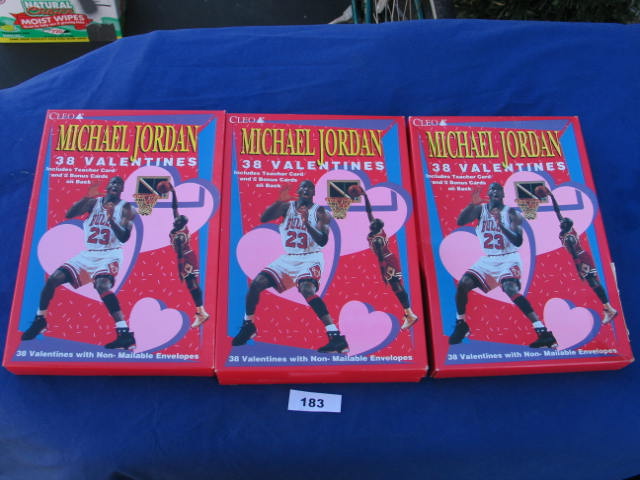 NATURAL
MOIST WIPES
CLEO
MICHAEL JORDAN
38 VALENTINES
Includes Teacher Card
and 2 Bonus Cards
on Back
BULLS
23
38 Valentines with Non- Mailable Envelopes
CLEO
MICHAEL JORDAN
38 VALENTINES
Includes Teacher Card
and 2 Bonus Cards
on Back
BULLS
23
38 Valentines with Non- Mailable Envelopes
CLEO
MICHAEL JORDAN
38 VALENTINES
Includes Teacher Card
and 2 Bonus Cards
on Back
BULLS
23
38 Valentines with Non- Mailable Envelopes
183